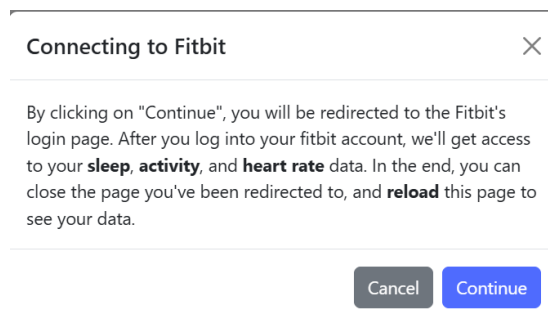 Connecting to Fitbit
By clicking on "Continue", you will be redirected to the Fitbit's
login page. After you log into your fitbit account, we'll get access
to your sleep, activity, and heart rate data. In the end, you can
close the page you've been redirected to, and reload this page to
see your data.
Cancel Continue